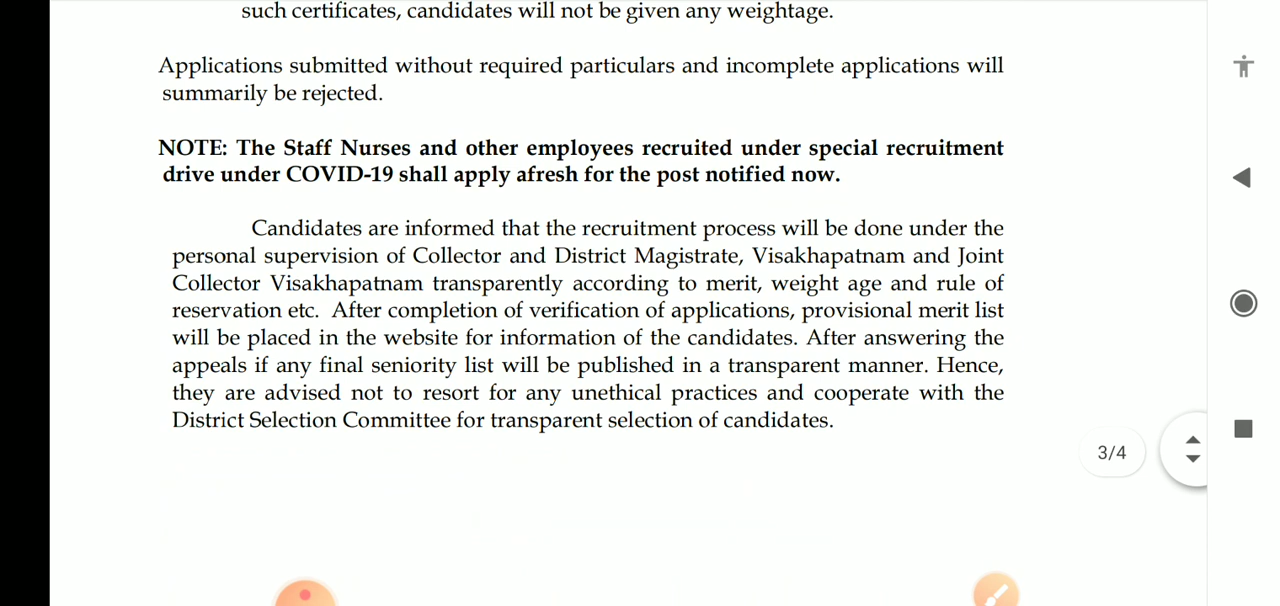 such certificates, candidates will not be given any weightage.
Applications submitted without required particulars and incomplete applications will
summarily be rejected.
NOTE: The Staff Nurses and other employees recruited under special recruitment
drive under COVID-19 shall apply afresh for the post notified now.
Candidates are informed that the recruitment process will be done under the
personal supervision of Collector and District Magistrate, Visakhapatnam and Joint
Collector Visakhapatnam transparently according to merit, weight age and rule of
reservation etc. After completion of verification of applications, provisional merit list
will be placed in the website for information of the candidates. After answering the
appeals if any final seniority list will be published in a transparent manner. Hence,
they are advised not to resort for any unethical practices and cooperate with the
District Selection Committee for transparent selection of candidates.
3/4